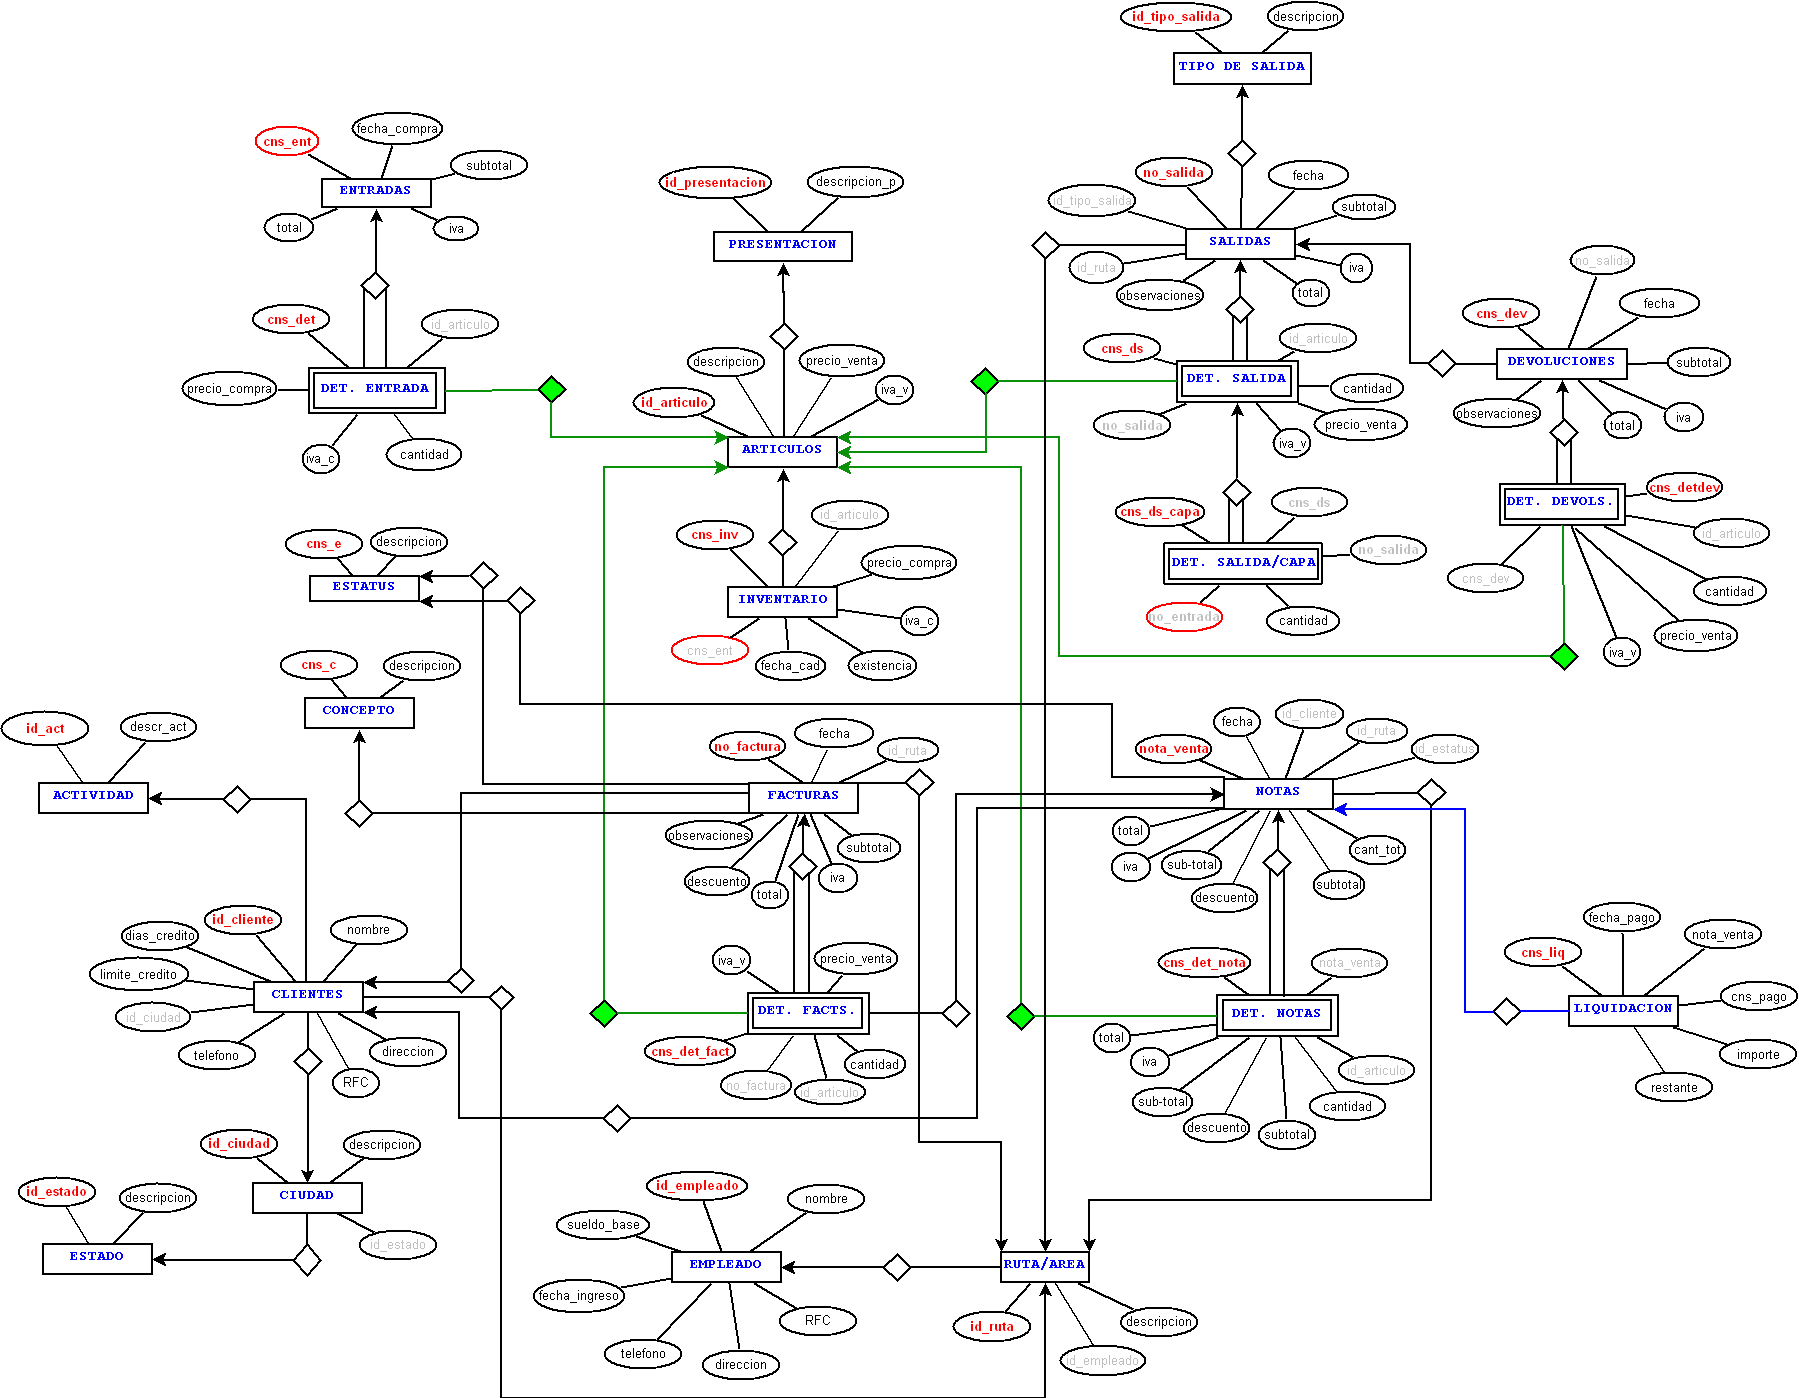 id_tipo_salida
descripcion
TIPO DE SALIDA
cns_ent
fecha_compra
subtotal
ENTRADAS
total
iva
id_presentacion
descripcion_p
PRESENTACION
no_salida
fecha
id_tipo_salida
subtotal
SALIDAS
id_ruta
iva
observaciones
total
no_salida
cns_dev
fecha
DEVOLUCIONES
subtotal
observaciones
total
iva
cns_det
id_articulo
precio_compra
DET. ENTRADA
iva_c
cantidad
descripcion
precio_venta
id_articulo
iva_v
ARTICULOS
cns_ds
id_articulo
DET. SALIDA
cantidad
no_salida
iva_v
precio_venta
cns_ds_capa
cns_ds
DET. SALIDA/CAPA
no_salida
no_entrada
cantidad
DET. DEVOLS.
cns_detdev
id_articulo
cns_dev
cantidad
precio_venta
iva_v
cns_inv
id_articulo
precio_compra
INVENTARIO
iva_c
cns_ent
fecha_cad
existencia
cns_e
descripcion
ESTATUS
cns_c
descripcion
CONCEPTO
id_act
descr_act
ACTIVIDAD
no_factura
fecha
id_ruta
FACTURAS
observaciones
subtotal
descuento
total
iva
fecha
id_cliente
id_ruta
nota_venta
id_estatus
NOTAS
total
iva
sub-total
descuento
subtotal
cant_tot
id_cliente
dias_credito
nombre
limite_credito
CLIENTES
id_ciudad
telefono
RFC
direccion
iva_v
precio_venta
DET. FACTS.
cns_det_fact
no_factura
id_articulo
cantidad
cns_det_nota
nota_venta
DET. NOTAS
total
iva
sub-total
descuento
subtotal
cantidad
id_articulo
fecha_pago
cns_liq
nota_venta
cns_pago
LIQUIDACION
importe
restante
id_ciudad
descripcion
CIUDAD
id_estado
id_estado
descripcion
ESTADO
id_empleado
nombre
sueldo_base
EMPLEADO
fecha_ingreso
telefono
direccion
RFC
RUTA/AREA
id_ruta
descripcion
id_empleado